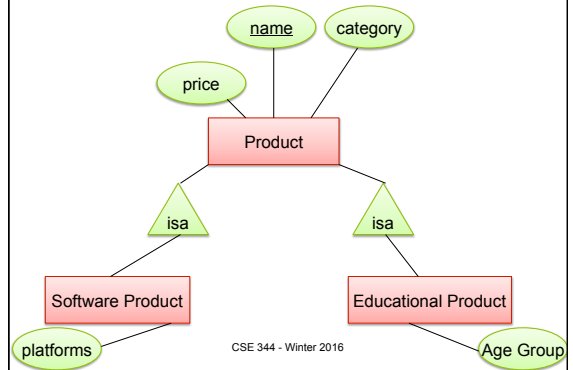 name
category
price
Product
isa
isa
Software Product
Educational Product
platforms
CSE 344 - Winter 2016
Age Group